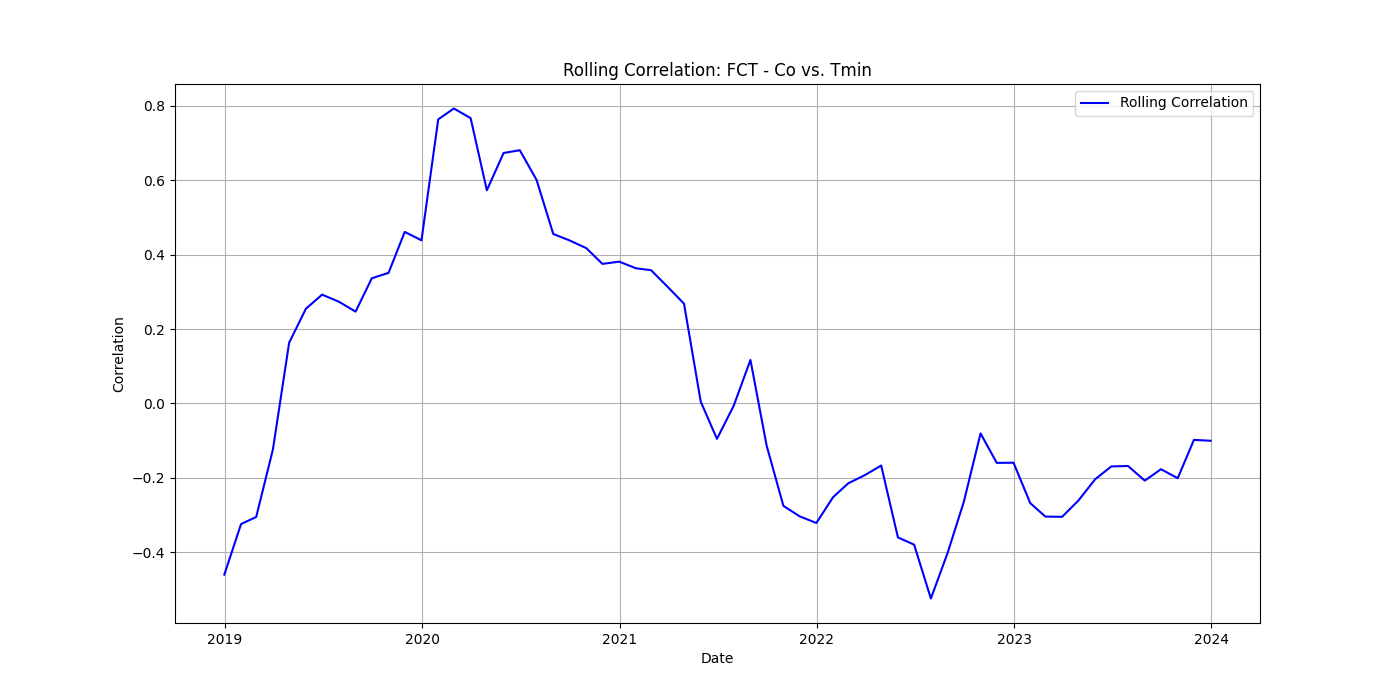 Rolling Correlation: FCT - Co vs. Tmin
Rolling Correlation
0.8
0.6
0.4
0.2
0.0
−0.2
−0.4
Correlation
2019 2020 2021 2022 2023 2024
Date